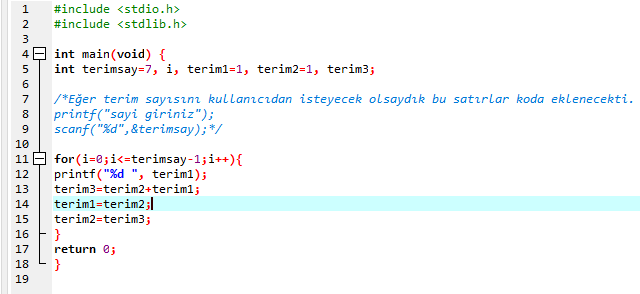 1 #include <stdio.h>
2 #include <stdlib.h>
3
4 int main(void) {
5 int terimsay=7, i, terim1=1, terim2=1, terim3;
6
7 /*Eğer terim sayısını kullanıcıdan isteyecek olsaydık bu satırlar koda eklenecekti.
8 printf("sayi giriniz");
9 scanf("%d",&terimsay);*/
10
11 for(i=0;i<=terimsay-1;i++){
12 printf("%d ", terim1);
13 terim3=terim2+terim1;
14 terim1=terim2;
15 terim2=terim3;
16 }
17 return 0;
18 }
19